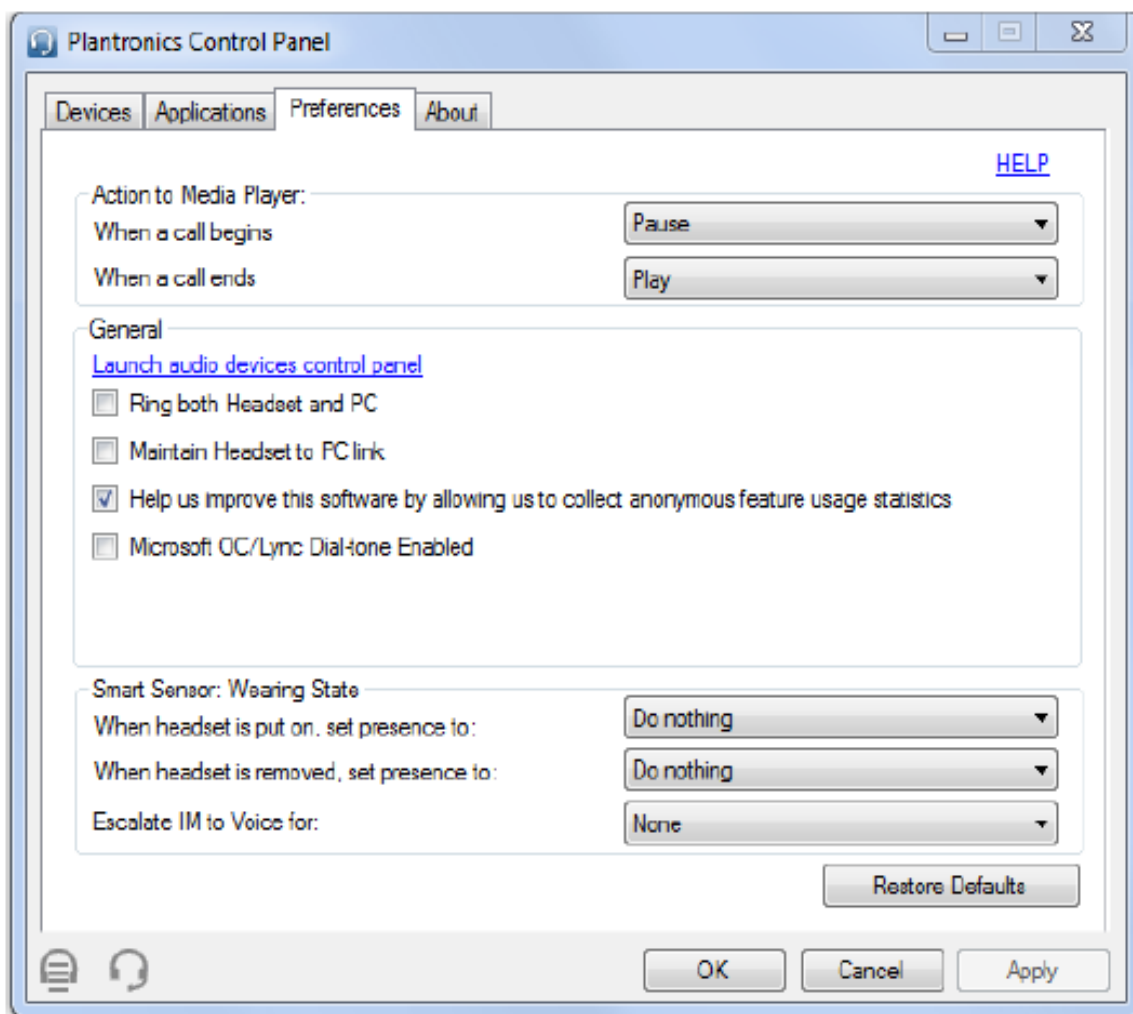 Plantronics Control Panel
Devices Applications Preferences About
HELP
Action to Media Player:
When a call begins Pause
When a call ends Play
General
Launch audio devices control panel
Ring both Headset and PC
Maintain Headset to PC link
Help us improve this software by allowing us to collect anonymous feature usage statistics
Microsoft OC/Lync Dial-tone Enabled
Smart Sensor: Wearing State
When headset is put on, set presence to: Do nothing
When headset is removed, set presence to: Do nothing
Escalate IM to Voice for: None
Restore Defaults
OK Cancel Apply